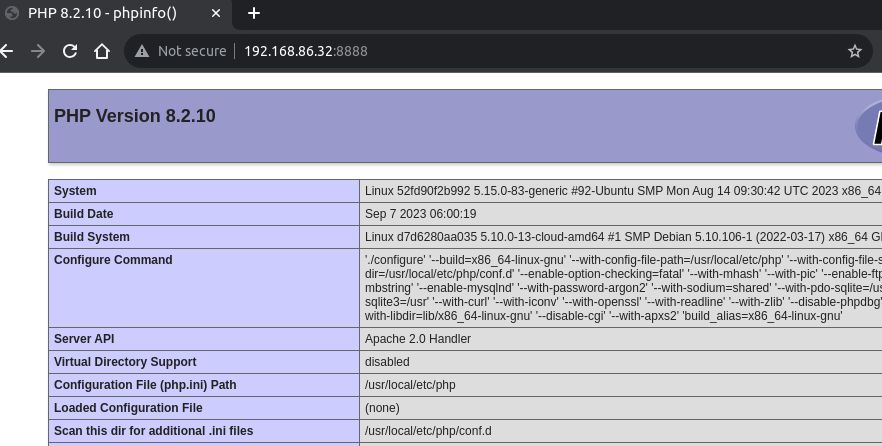 PHP 8.2.10 - phpinfo()
Not secure 192.168.86.32:8888
PHP Version 8.2.10
System Linux 52fd90f2b992 5.15.0-83-generic #92-Ubuntu SMP Mon Aug 14 09:30:42 UTC 2023 x86_64
Build Date Sep 7 2023 06:00:19
Build System Linux d7d6280aa035 5.10.0-13-cloud-amd64 #1 SMP Debian 5.10.106-1 (2022-03-17) x86_64
Configure Command './configure' '--build=x86_64-linux-gnu' '--with-config-file-path=/usr/local/etc/php' '--with-config-file-s
dir=/usr/local/etc/php/conf.d' '--enable-option-checking=fatal' '--with-mhash' '--with-pic' '--enable-ftp
mbstring' '--enable-mysqlnd' '--with-password-argon2' '--with-sodium=shared' '--with-pdo-sqlite=/us
sqlite3=/usr' '--with-curl' '--with-iconv' '--with-openssl' '--with-readline' '--with-zlib' '--disable-phpdbg'
with-libdir=lib/x86_64-linux-gnu' '--disable-cgi' '--with-apxs2' 'build_alias=x86_64-linux-gnu'
Server API Apache 2.0 Handler
Virtual Directory Support disabled
Configuration File (php.ini) Path /usr/local/etc/php
Loaded Configuration File (none)
Scan this dir for additional .ini files /usr/local/etc/php/conf.d